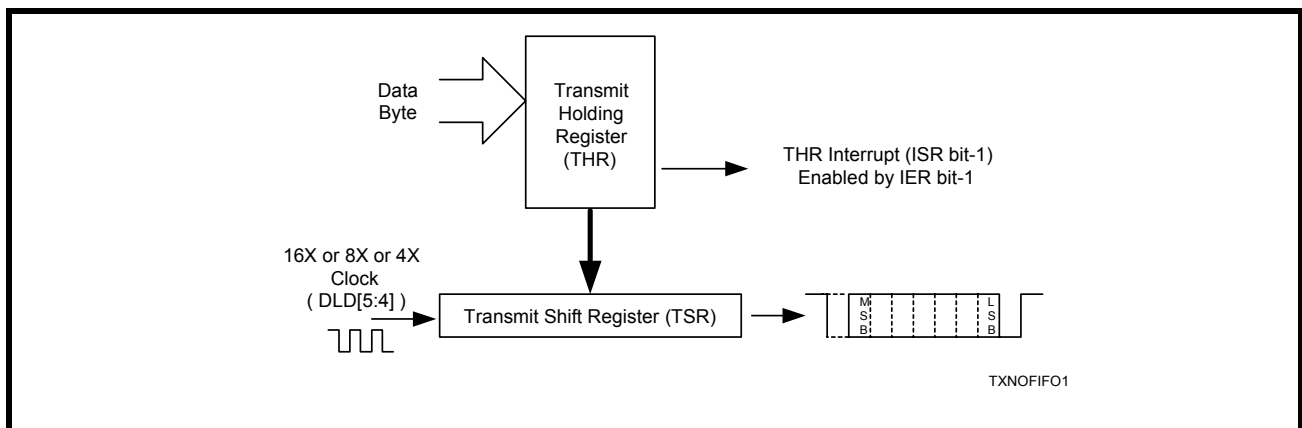 Data
Byte
Transmit
Holding
Register
(THR)
THR Interrupt (ISR bit-1)
Enabled by IER bit-1
16X or 8X or 4X
Clock
( DLD[5:4] )
Transmit Shift Register (TSR)
M
S
B
L
S
B
TXNOFIFO1